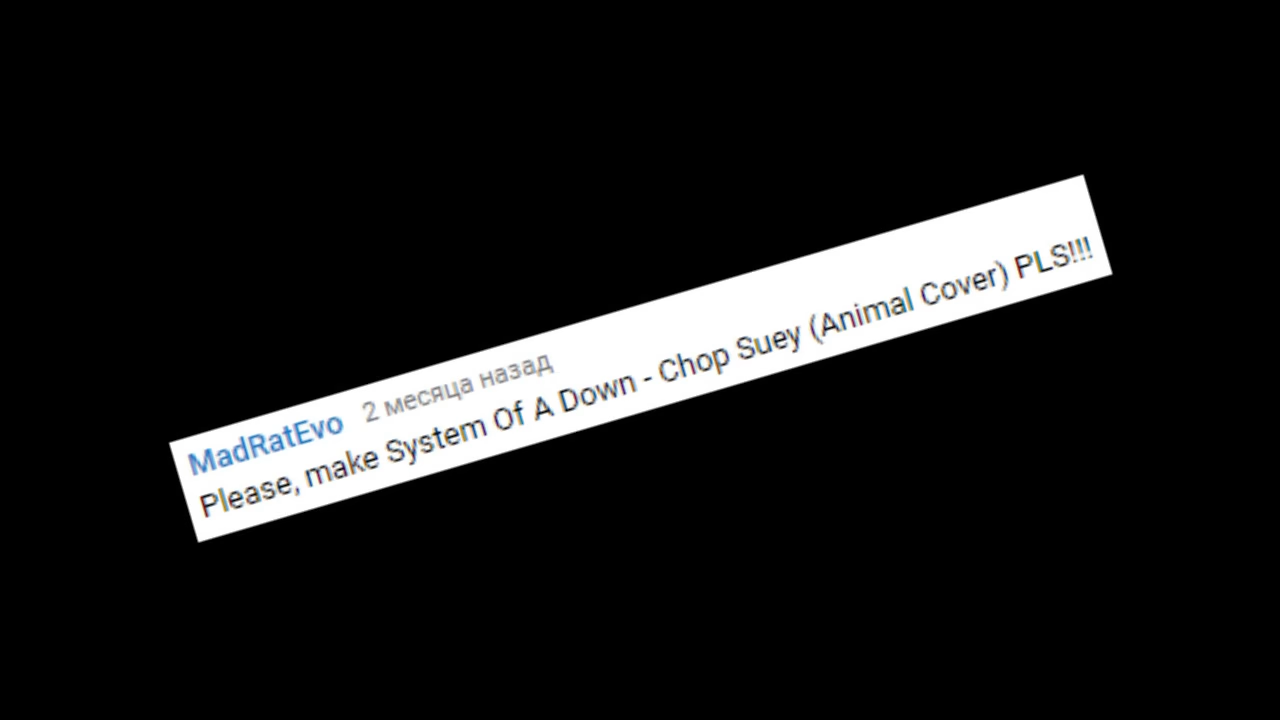 MadRatEvo 2 месяца назад
Please, make System Of A Down - Chop Suey (Animal Cover) PLS!!!